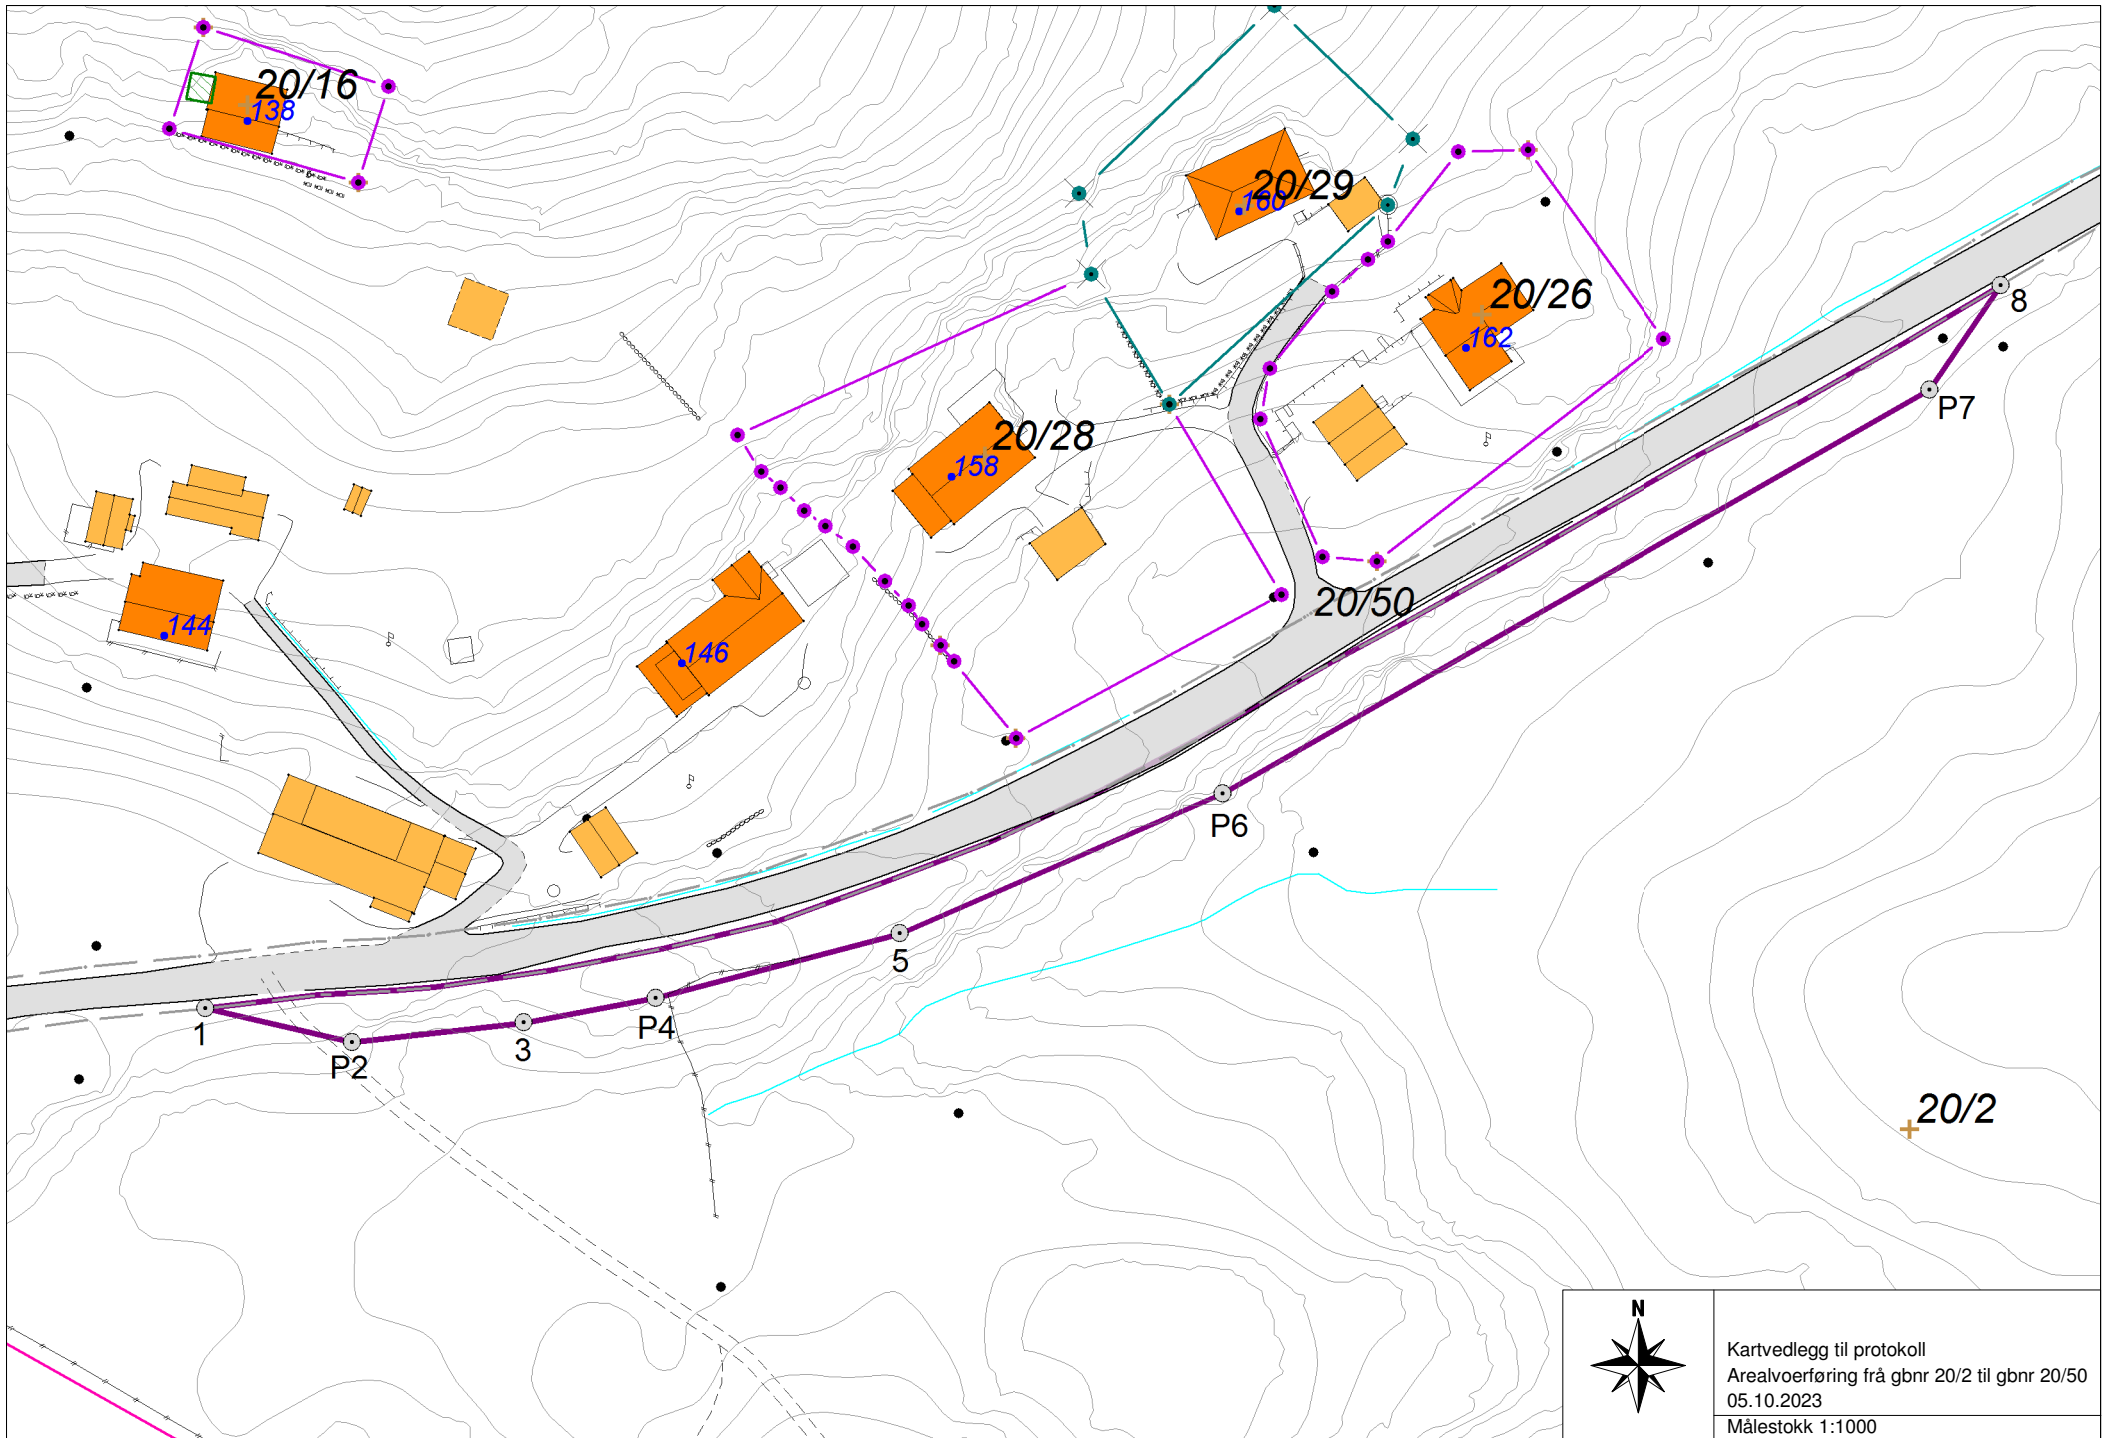 20/16
138
20/29
160
20/26
162
8
P7
20/28
158
20/50
144
146
P6
5
1
P2
3
P4
20/2
N
Kartvedlegg til protokoll
Arealvoerføring frå gbnr 20/2 til gbnr 20/50
05.10.2023
Målestokk 1:1000